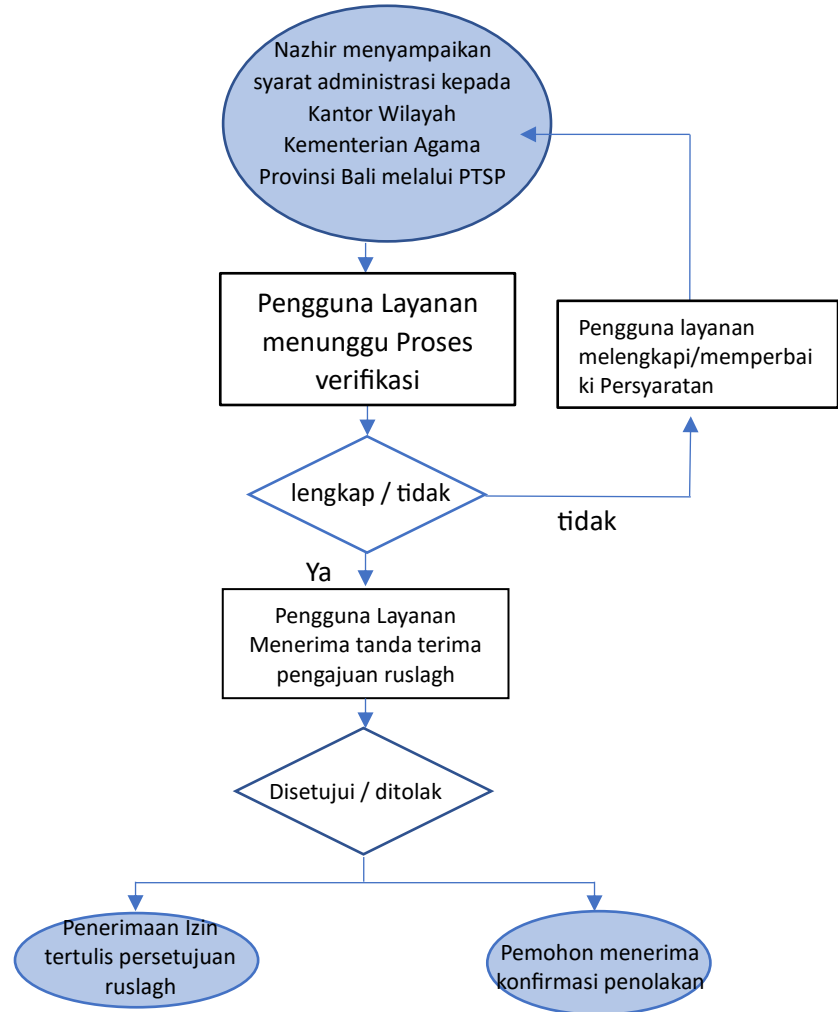 Nazhir menyampaikan
syarat administrasi kepada
Kantor Wilayah
Kementerian Agama
Provinsi Bali melalui PTSP
Pengguna Layanan
menunggu Proses
verifikasi
Pengguna layanan
melengkapi/memperbai
ki Persyaratan
lengkap / tidak
tidak
Ya
Pengguna Layanan
Menerima tanda terima
pengajuan ruslagh
Disetujui / ditolak
Penerimaan Izin
tertulis persetujuan
ruslagh
Pemohon menerima
konfirmasi penolakan